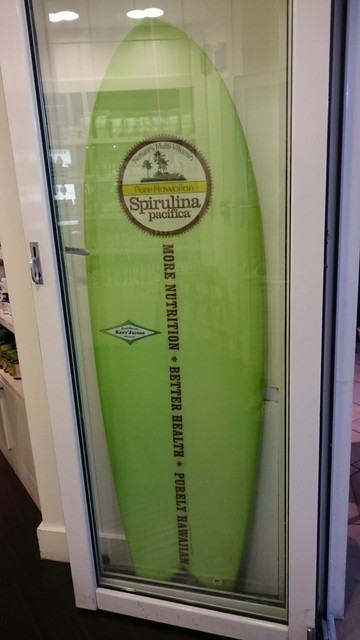 Nature's Multi-Vitamin
Pure Hawaiian
Spirulina
pacifica
MORE NUTRITION * BETTER HEALTH * PURELY HAWAIIAN